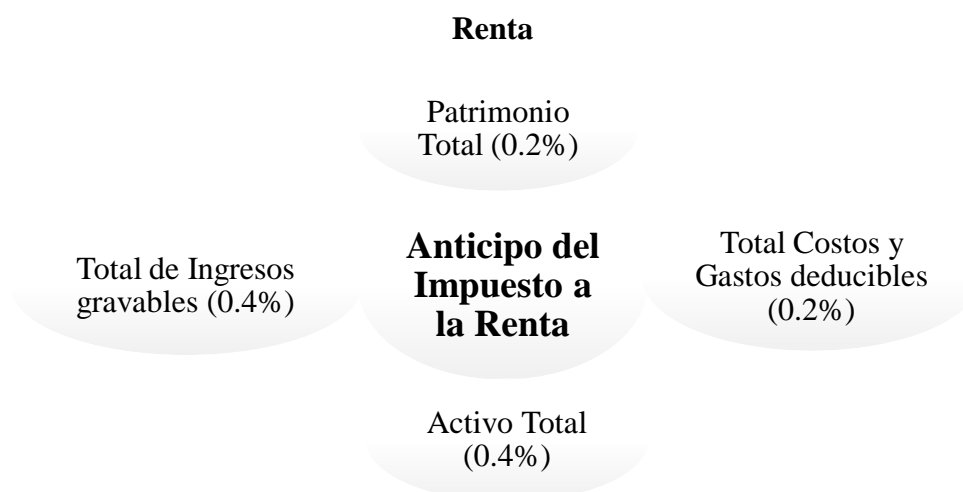 Renta
Patrimonio
Total (0.2%)
Total de Ingresos
gravables (0.4%)
Anticipo del
Impuesto a
la Renta
Total Costos y
Gastos deducibles
(0.2%)
Activo Total
(0.4%)